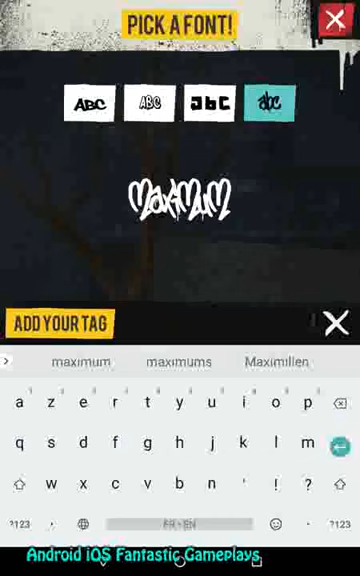 PICK A FONT!
ABC ABC JbC abc
maximum
ADD YOUR TAG
maximum maximums Maximilien
a z e r t y u i o p
q s d f g h j k l m
w x c v b n ' ! ?
?123 , FR • EN . ?123
Android iOS Fantastic Gameplays